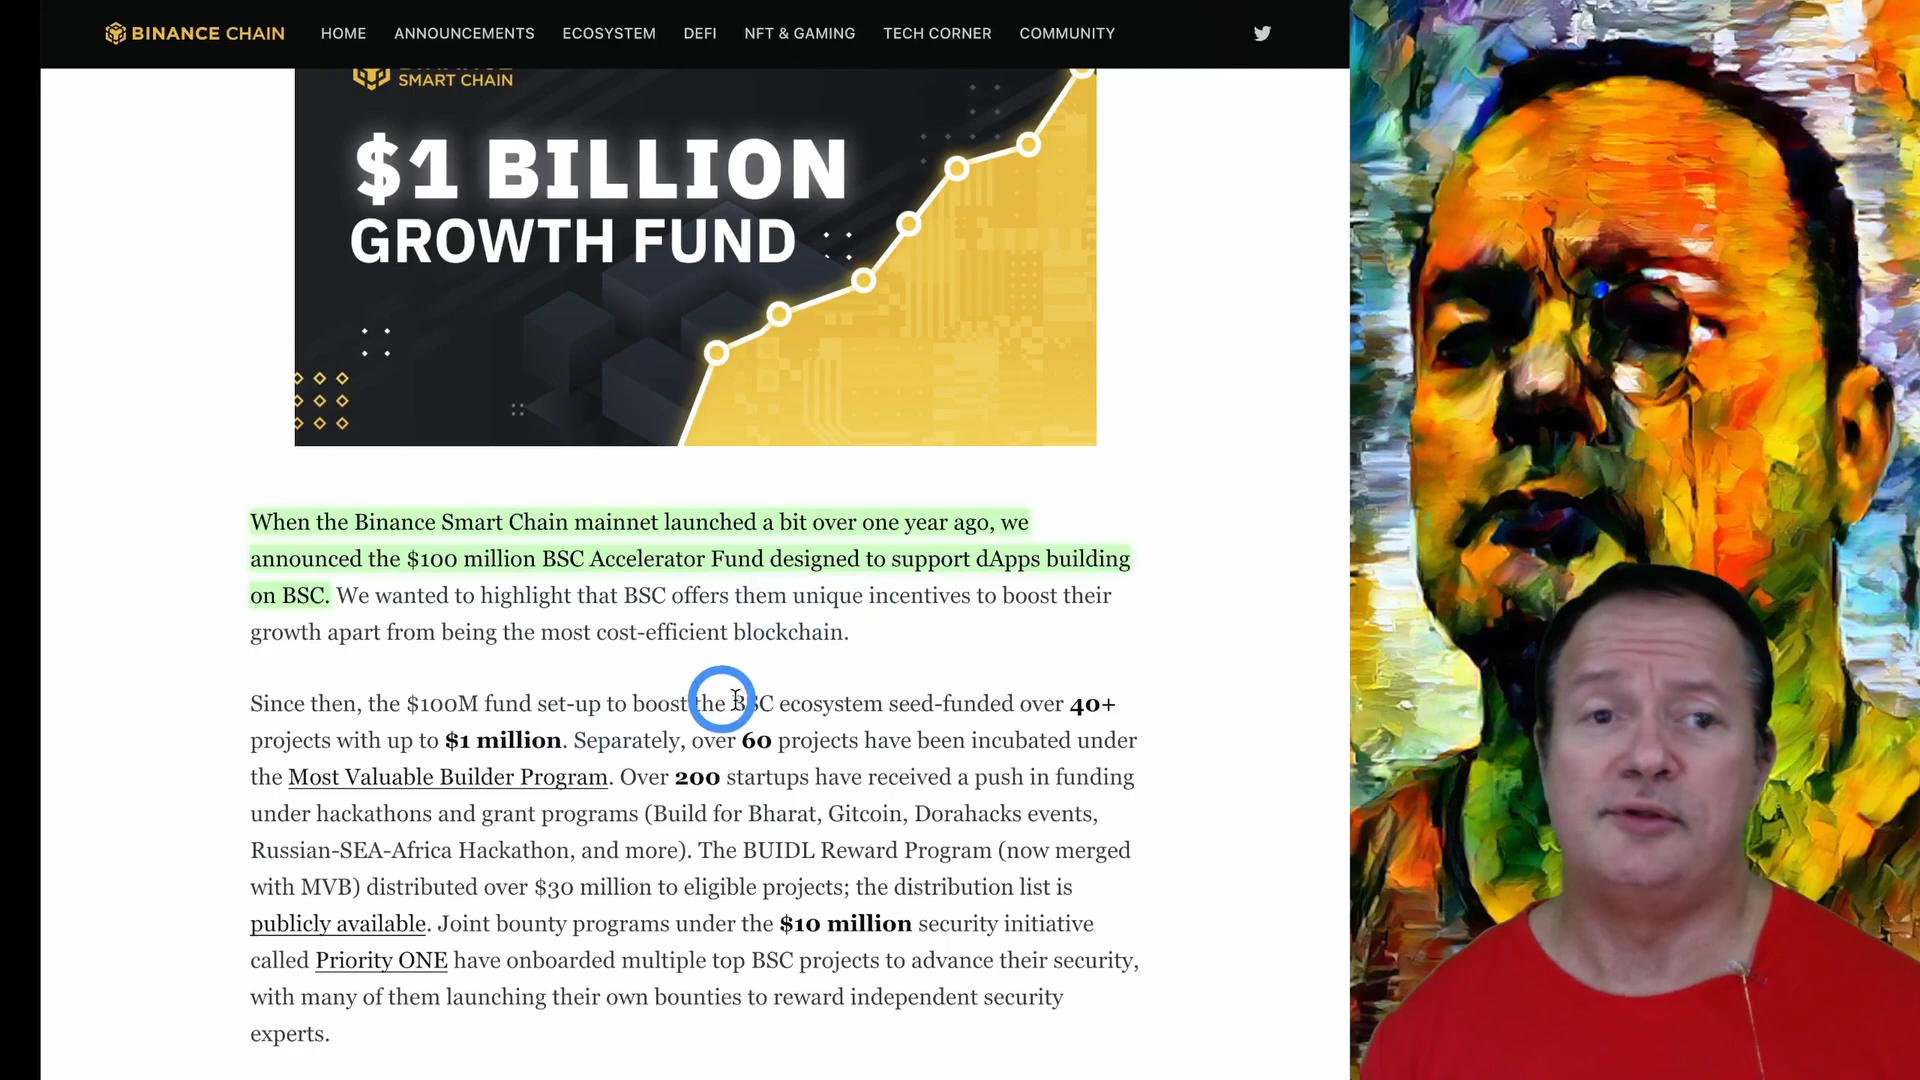 BINANCE CHAIN
HOME ANNOUNCEMENTS ECOSYSTEM DEFI NFT & GAMING TECH CORNER COMMUNITY
SMART CHAIN
$1 BILLION
GROWTH FUND
When the Binance Smart Chain mainnet launched a bit over one year ago, we
announced the $100 million BSC Accelerator Fund designed to support dApps building
on BSC. We wanted to highlight that BSC offers them unique incentives to boost their
growth apart from being the most cost-efficient blockchain.
Since then, the $100M fund set-up to boost the BSC ecosystem seed-funded over 40+
projects with up to $1 million. Separately, over 60 projects have been incubated under
the Most Valuable Builder Program. Over 200 startups have received a push in funding
under hackathons and grant programs (Build for Bharat, Gitcoin, Dorahacks events,
Russian-SEA-Africa Hackathon, and more). The BUIDL Reward Program (now merged
with MVB) distributed over $30 million to eligible projects; the distribution list is
publicly available. Joint bounty programs under the $10 million security initiative
called Priority ONE have onboarded multiple top BSC projects to advance their security,
with many of them launching their own bounties to reward independent security
experts.